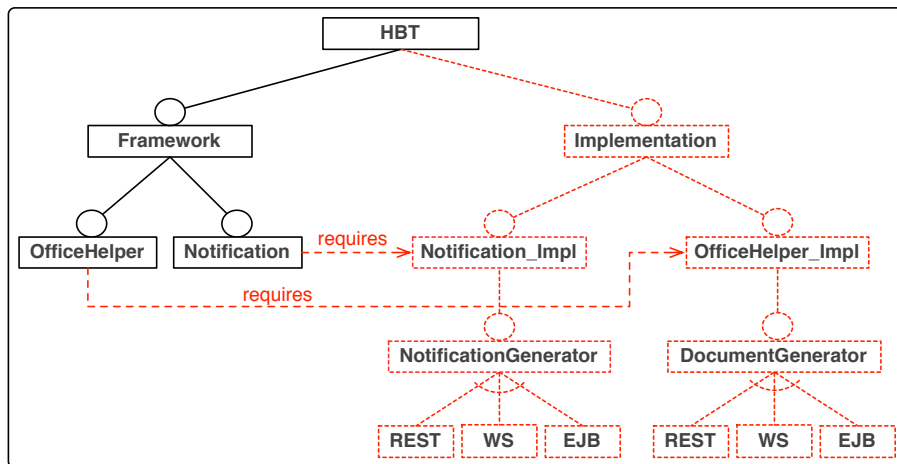 HBT
Framework
Implementation
OfficeHelper
Notification
requires
Notification_Impl
OfficeHelper_Impl
requires
NotificationGenerator
DocumentGenerator
REST
WS
EJB
REST
WS
EJB